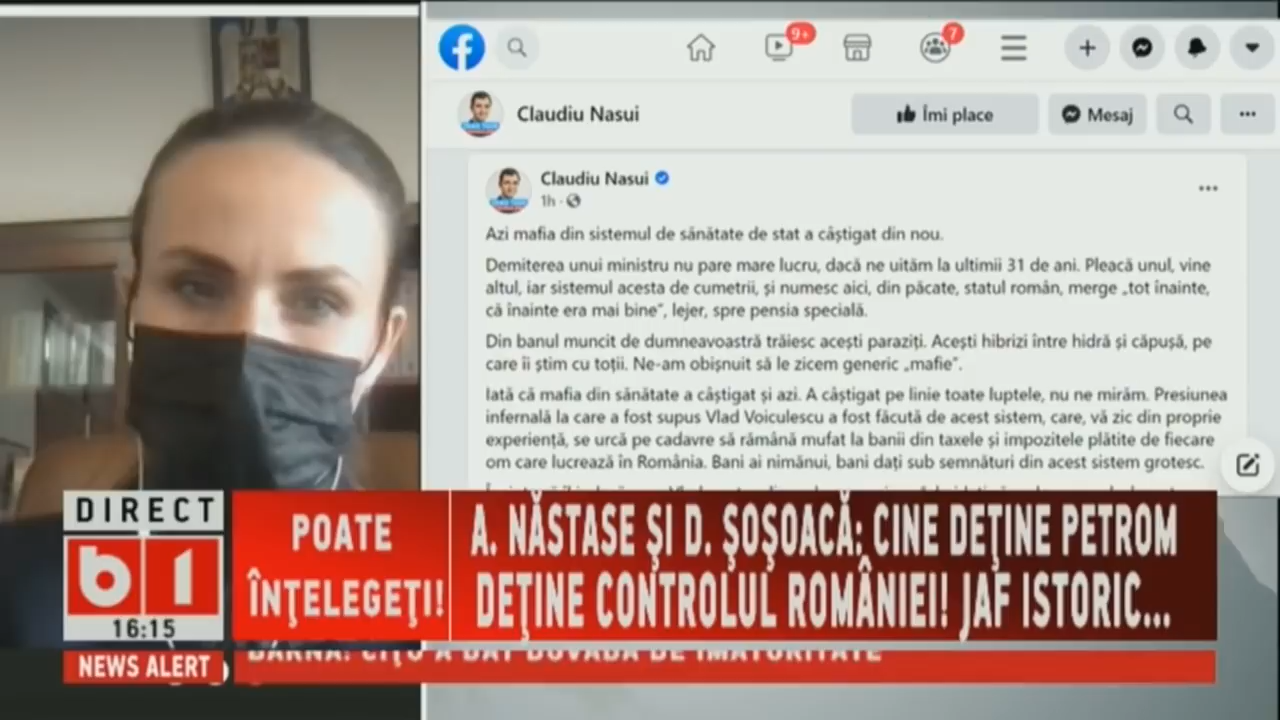 9+
7
Claudiu Nasui
Îmi place
Mesaj
Claudiu Nasui
1h
Azi mafia din sistemul de sănătate de stat a câștigat din nou.
Demiterea unui ministru nu pare mare lucru, dacă ne uităm la ultimii 31 de ani. Pleacă unul, vine
altul, iar sistemul acesta de cumetrii, și numesc aici, din păcate, statul român, merge „tot înainte,
că înainte era mai bine”, lejer, spre pensia specială.
Din banul muncit de dumneavoastră trăiesc acești paraziți. Acești hibrizi între hidră și căpușă, pe
care îi știm cu toții. Ne-am obișnuit să le zicem generic „mafie”.
Iată că mafia din sănătate a câștigat și azi. A câștigat pe linie toate luptele, nu ne mirăm. Presiunea
infernală la care a fost supus Vlad Voiculescu a fost făcută de acest sistem, care, vă zic din proprie
experiență, se urcă pe cadavre să rămână mufat la banii din taxele și impozitele plătite de fiecare
om care lucrează în România. Bani ai nimănui, bani dați sub semnături din acest sistem grotesc.
DIRECT
b1
16:15
POATE
ÎNŢELEGEŢI!
A. NĂSTASE ŞI D. ŞOŞOACĂ: CINE DEŢINE PETROM
DEŢINE CONTROLUL ROMÂNIEI! JAF ISTORIC...
NEWS ALERT
BARNA: CÎŢU A DAT DOVADĂ DE IMATURITATE